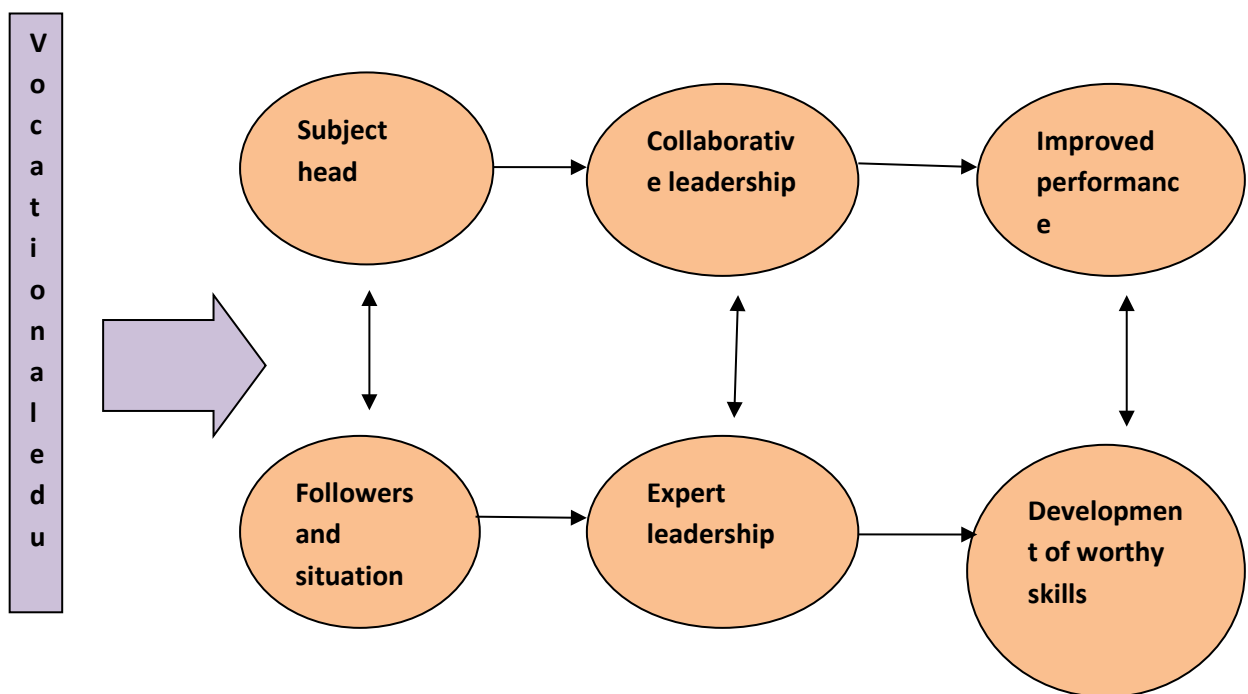 V
o
c
a
t
i
o
n
a
l
e
d
u
Subject
head
Collaborativ
e leadership
Improved
performanc
e
Followers
and
situation
Expert
leadership
Developmen
t of worthy
skills